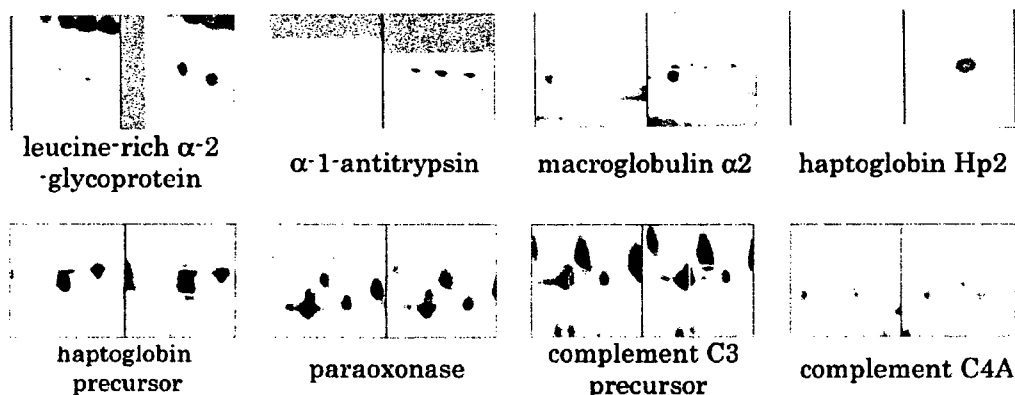 leucine-rich α-2
-glycoprotein
α-1-antitrypsin
macroglobulin α2
haptoglobin Hp2
haptoglobin
precursor
paraoxonase
complement C3
precursor
complement C4A